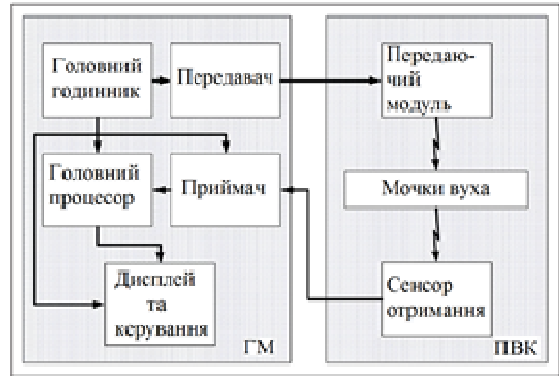 Головний
годинник
Передавач
Передаю-
чий
модуль
Головний
процесор
Приймач
Мочки вуха
Дисплей
та
керування
Сенсор
отримання
ГМ
ПВК